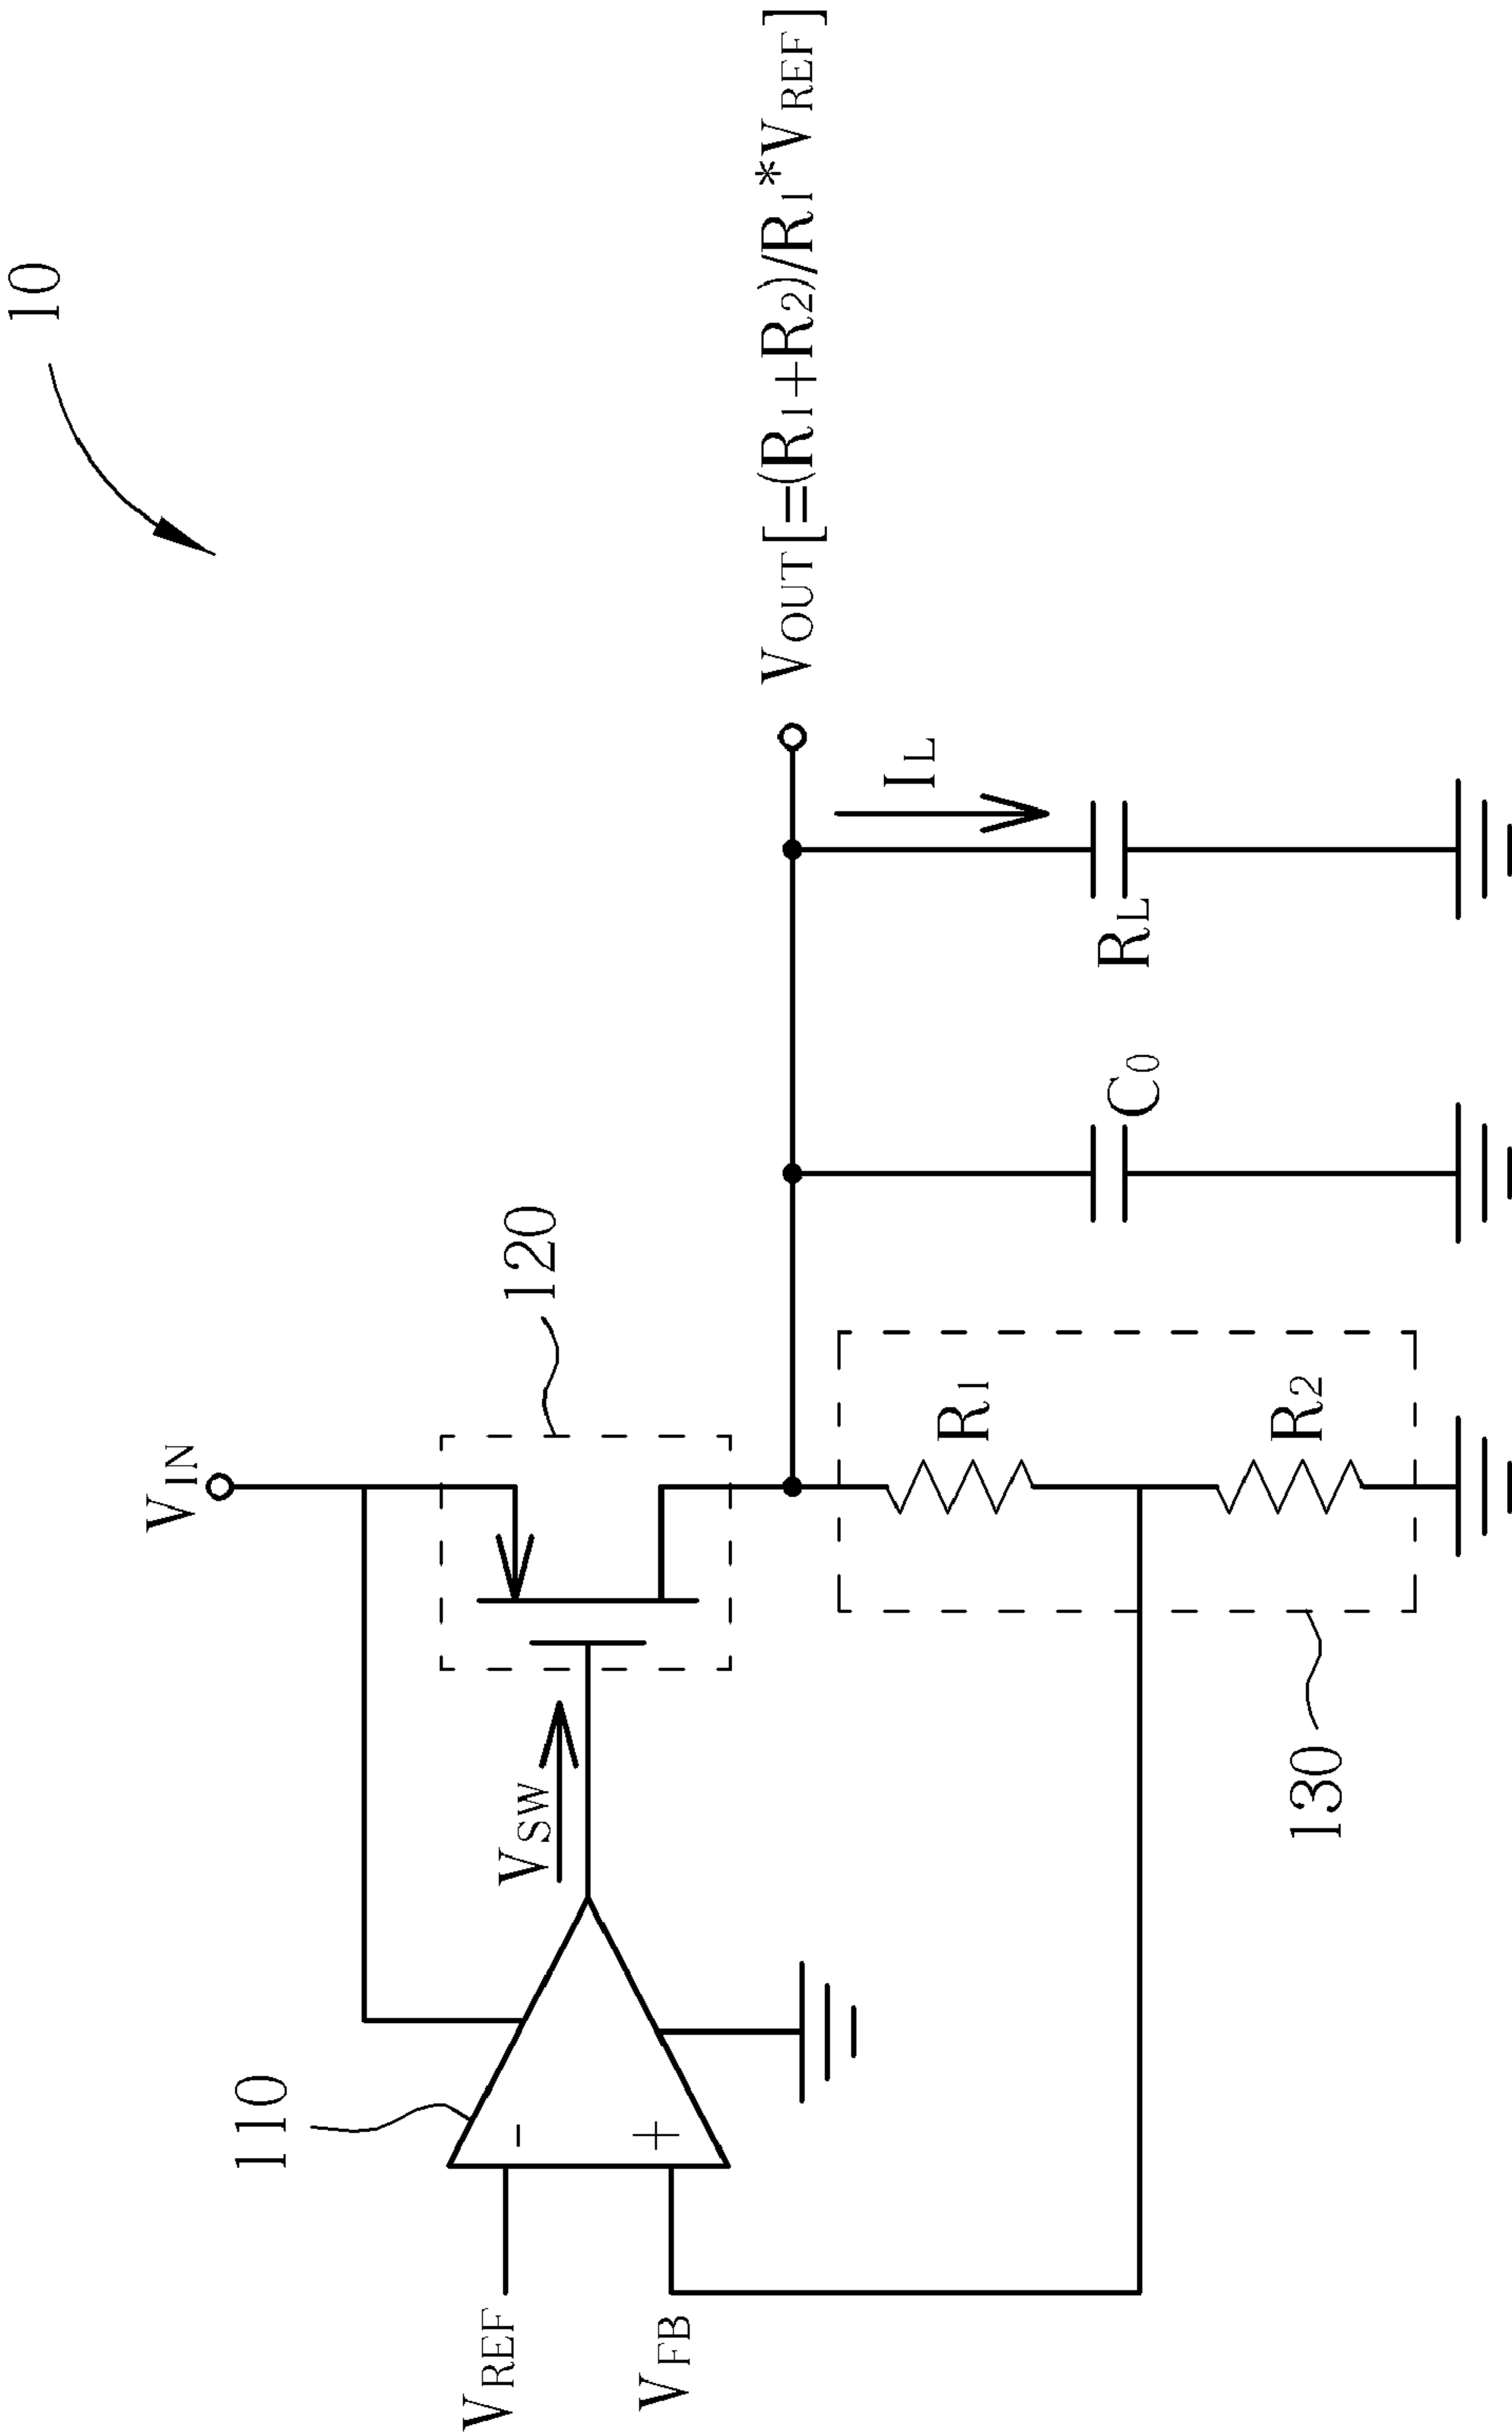 10
VIN
120
110
VSW
VREF
VFB
VOUT[=(R1+R2)/R1*VREF]
IL
R1
C0
RL
R2
130
-
+